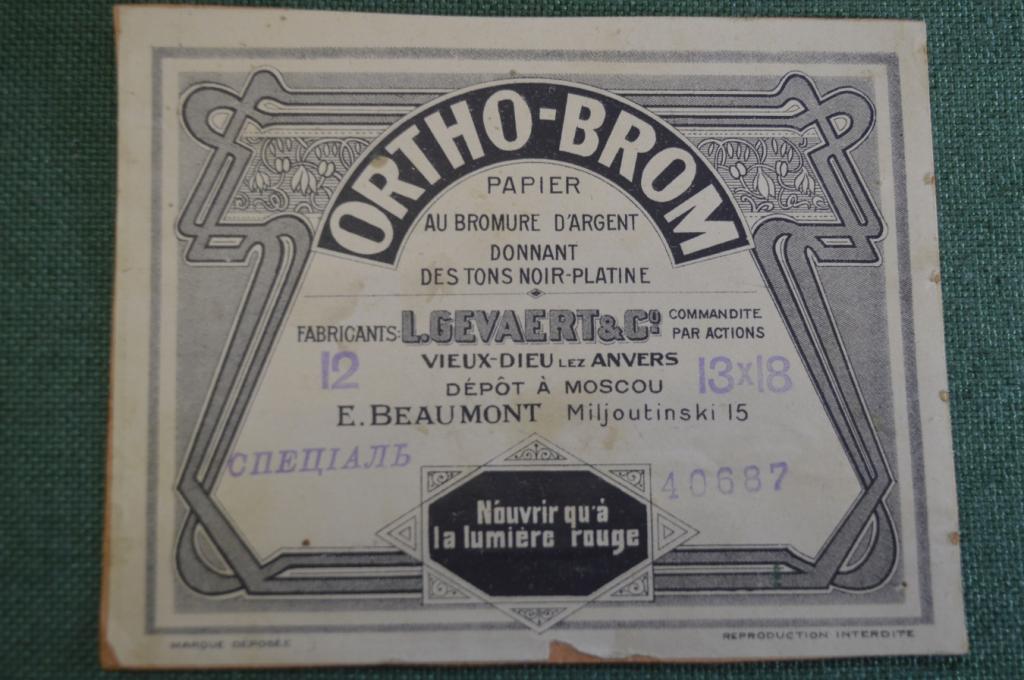 ORTHO-BROM
PAPIER
AU BROMURE D'ARGENT
DONNANT
DES TONS NOIR-PLATINE
FABRICANTS: L. GEVAERT & Cº COMMANDITE PAR ACTIONS
VIEUX-DIEU LEZ ANVERS
12
13x18
DÉPÔT À MOSCOU
E. BEAUMONT Miljoutinski 15
СПЕЦІАЛЬ
40687
N'ouvrir qu'à
la lumière rouge
MARQUE DÉPOSÉE
REPRODUCTION INTERDITE